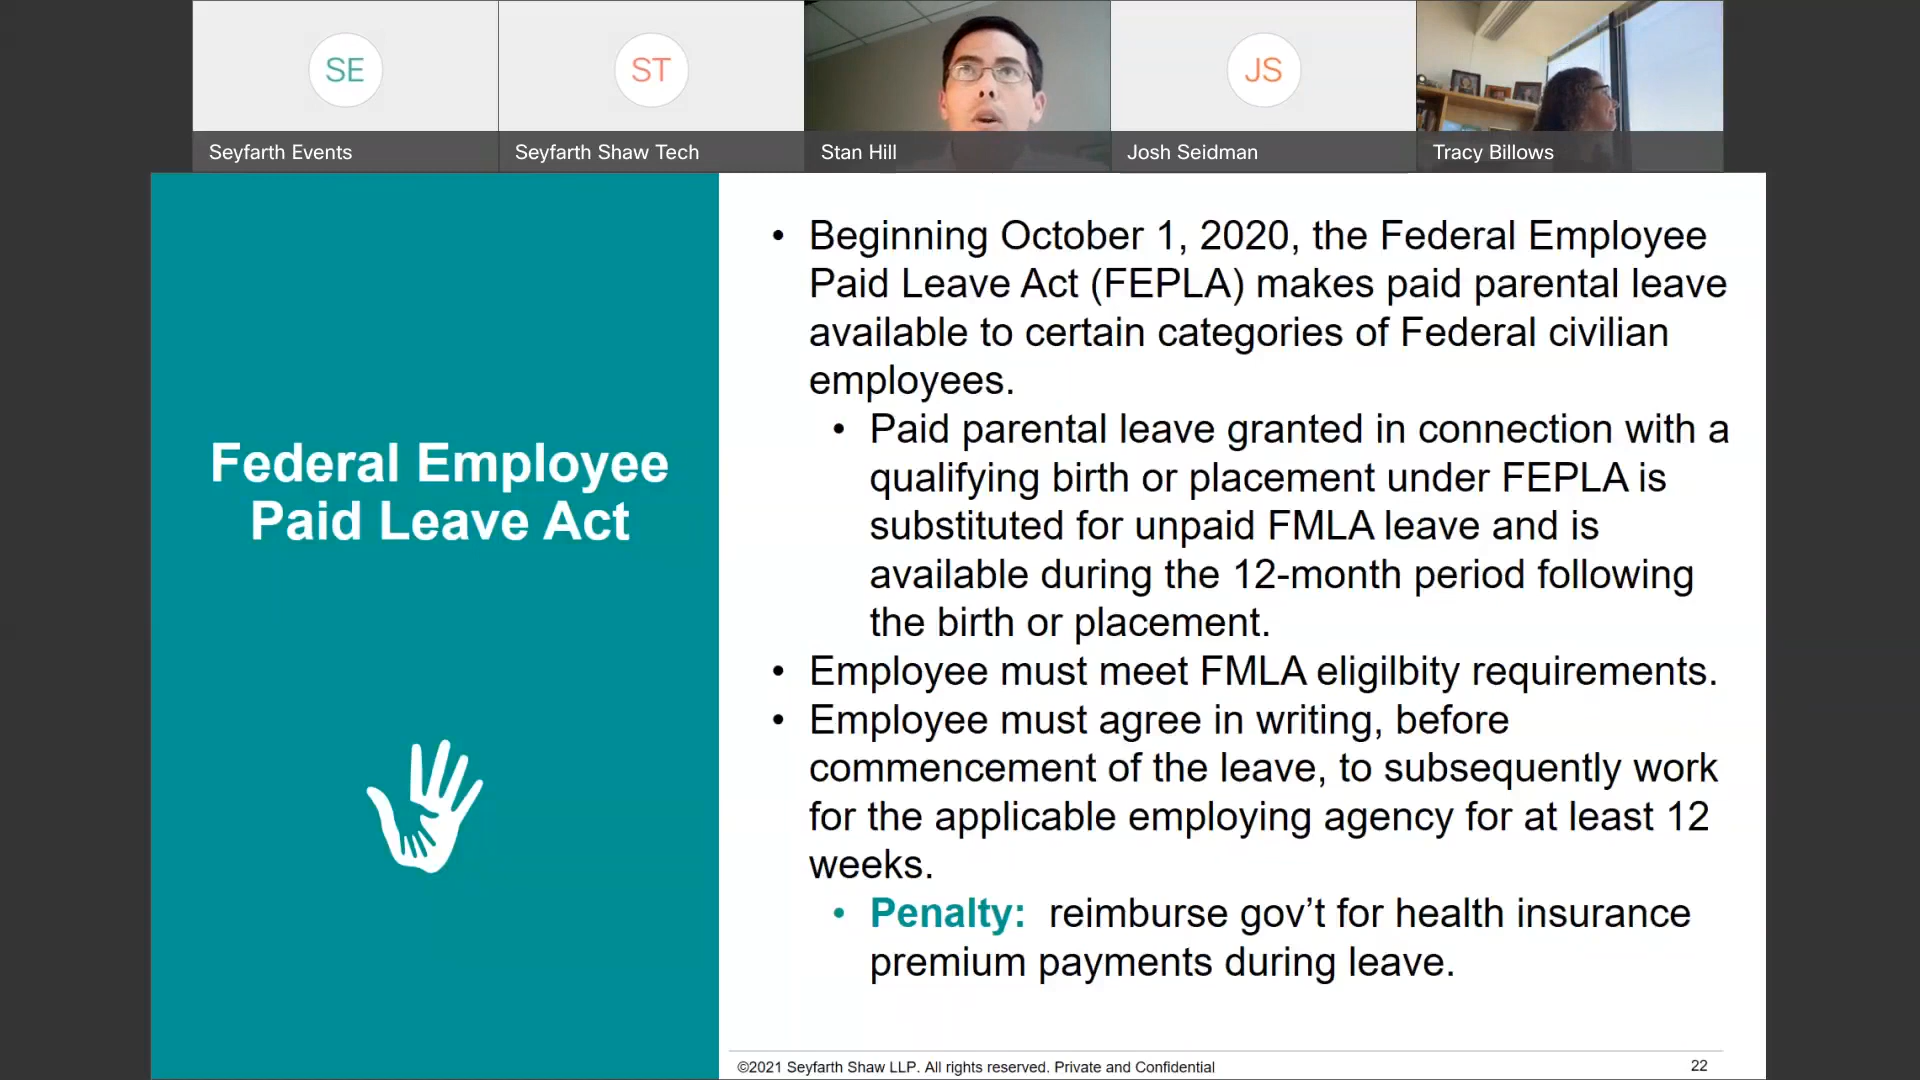 SE
ST
JS
Seyfarth Events
Seyfarth Shaw Tech
Stan Hill
Josh Seidman
Tracy Billows
Federal Employee
Paid Leave Act
• Beginning October 1, 2020, the Federal Employee
Paid Leave Act (FEPLA) makes paid parental leave
available to certain categories of Federal civilian
employees.
• Paid parental leave granted in connection with a
qualifying birth or placement under FEPLA is
substituted for unpaid FMLA leave and is
available during the 12-month period following
the birth or placement.
• Employee must meet FMLA eligilbity requirements.
• Employee must agree in writing, before
commencement of the leave, to subsequently work
for the applicable employing agency for at least 12
weeks.
• Penalty: reimburse gov’t for health insurance
premium payments during leave.
©2021 Seyfarth Shaw LLP. All rights reserved. Private and Confidential
22